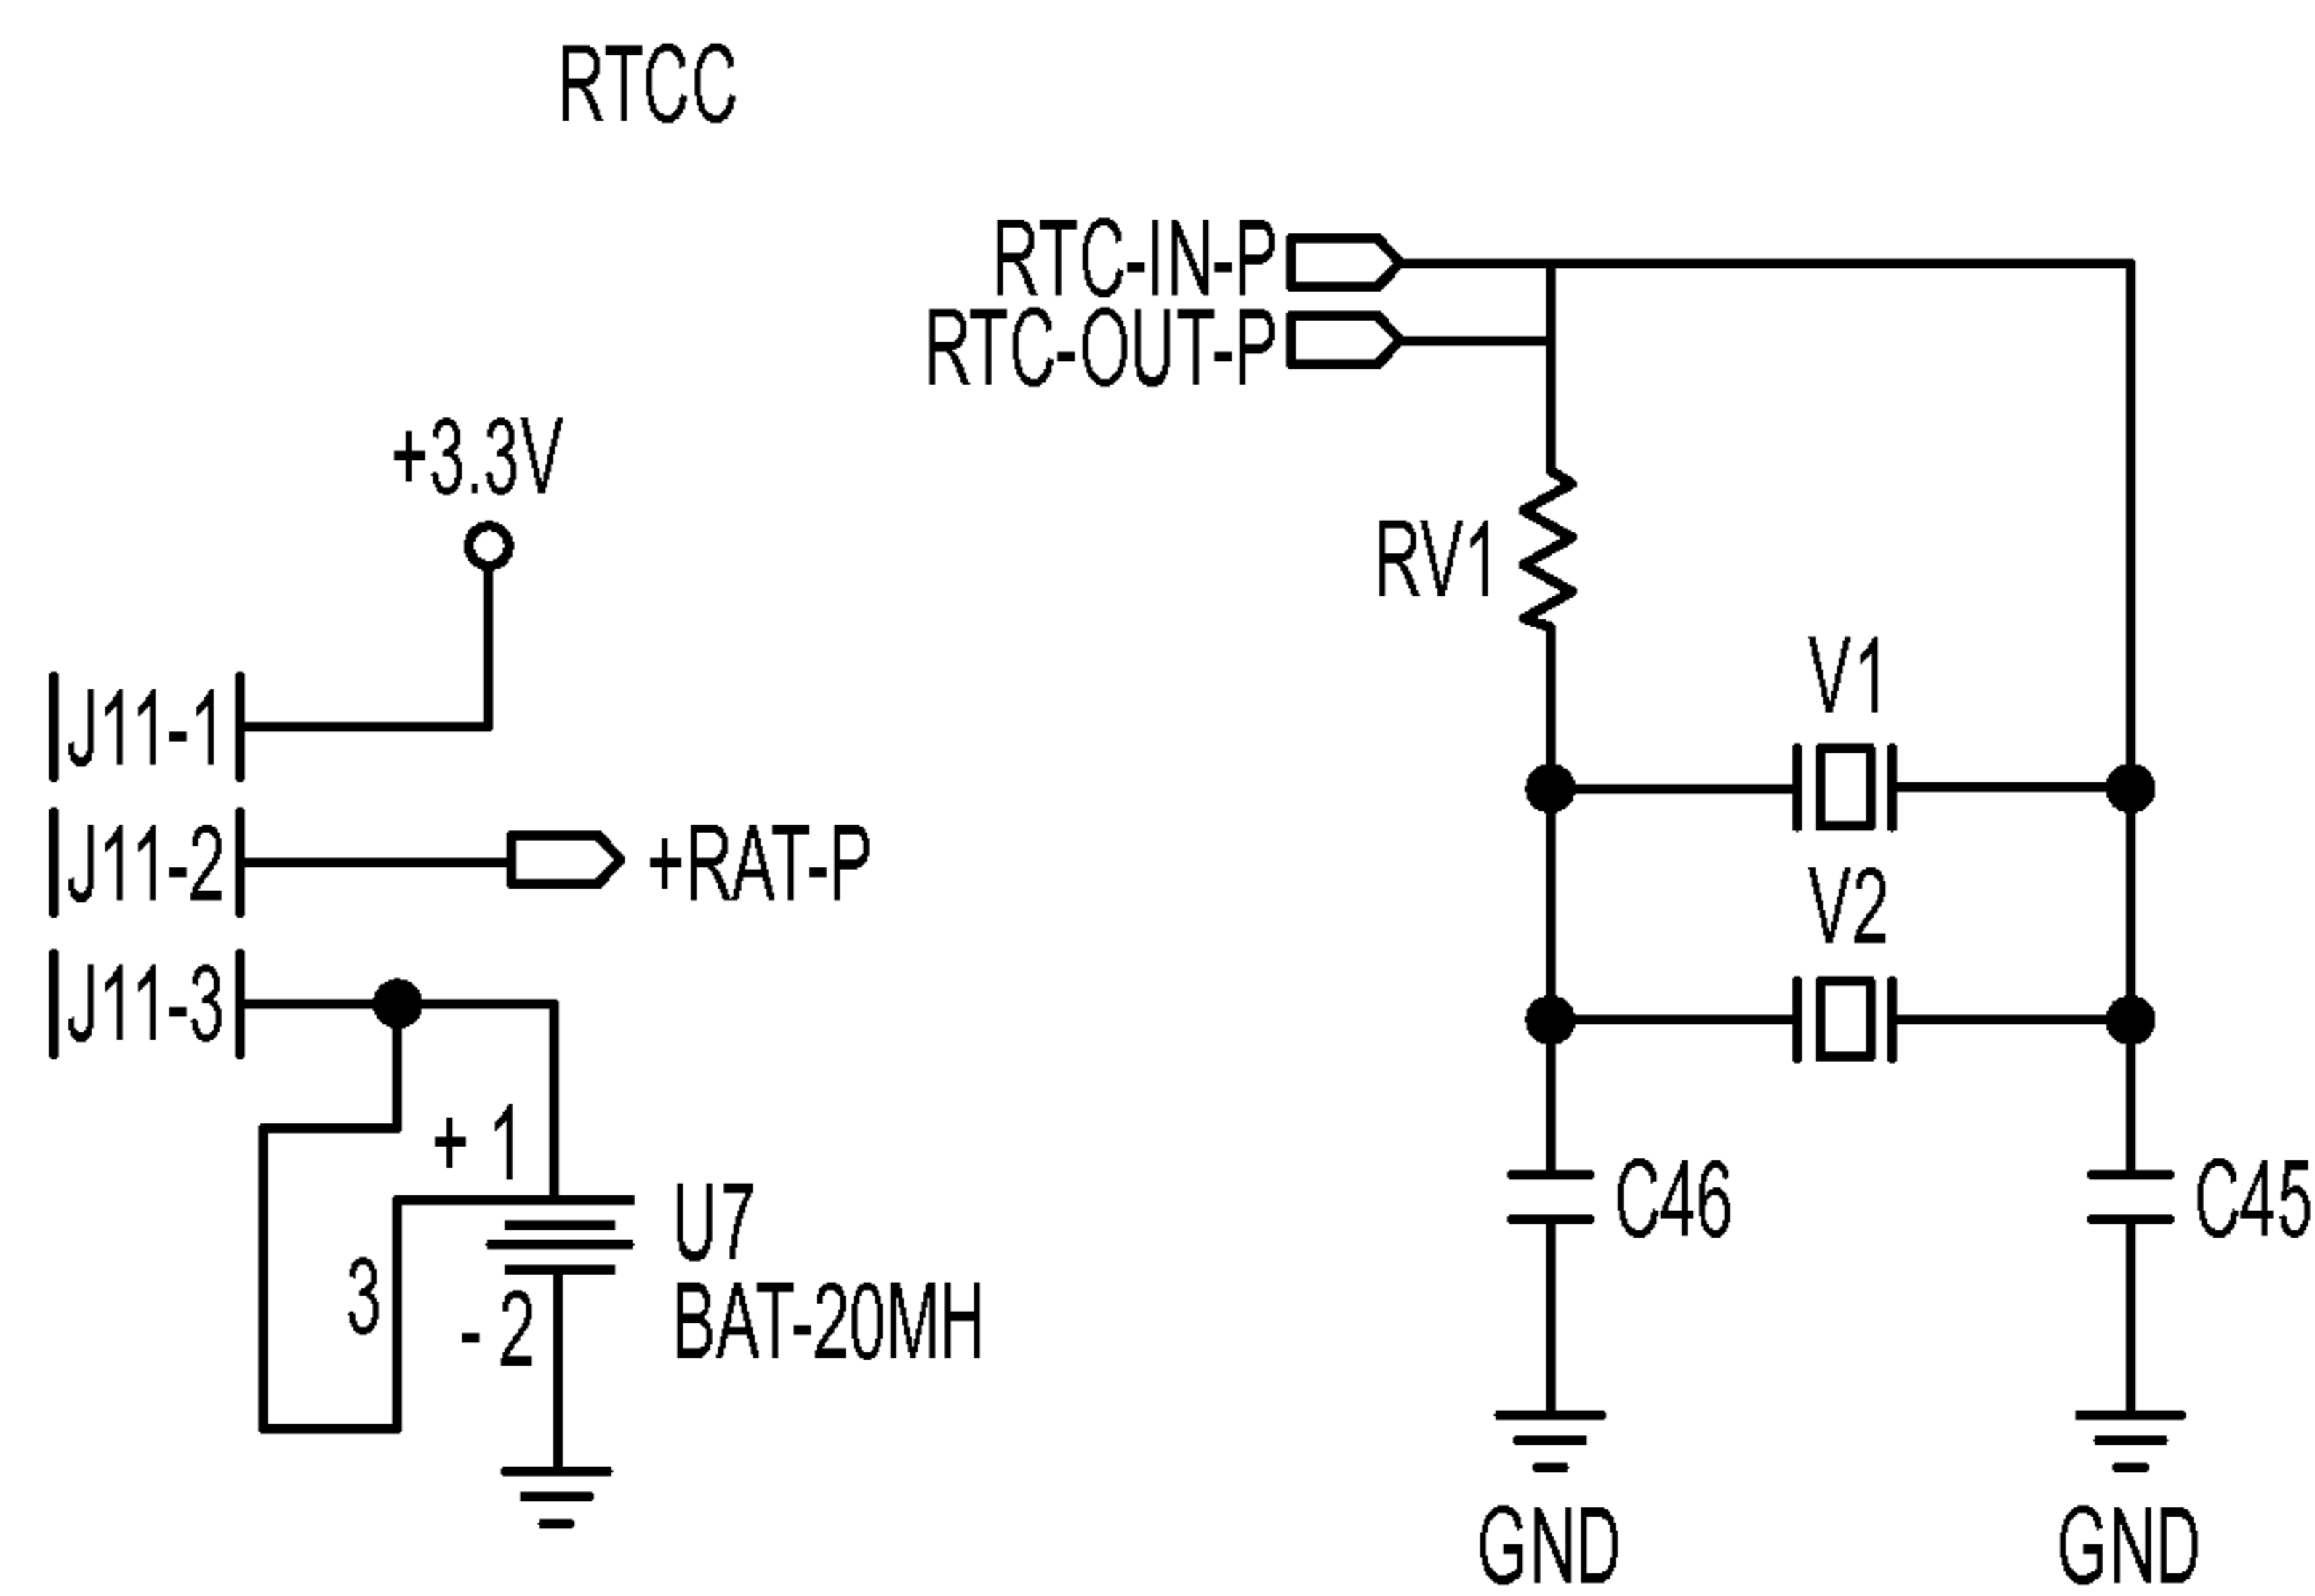 RTCC
RTC-IN-P
RTC-OUT-P
+3.3V
RV1
V1
J11-1
J11-2
+RAT-P
V2
J11-3
+ 1
U7
C46
C45
3
- 2
BAT-20MH
GND
GND